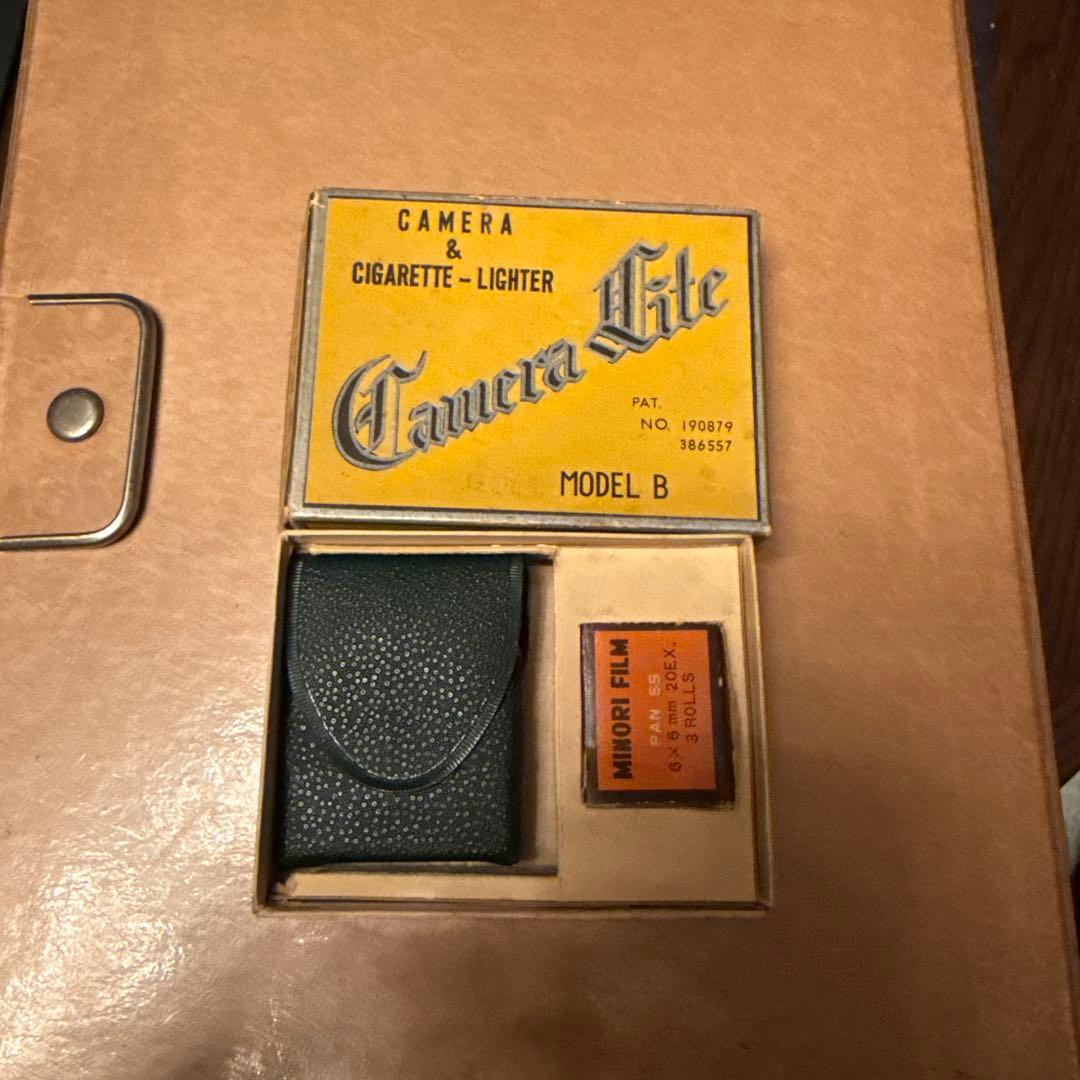 CAMERA
&
CIGARETTE - LIGHTER
Camera Lite
PAT.
NO. 190879
386557
MODEL B
MINORI FILM
PAN SS
6 × 6 mm 20EX.
3 ROLLS